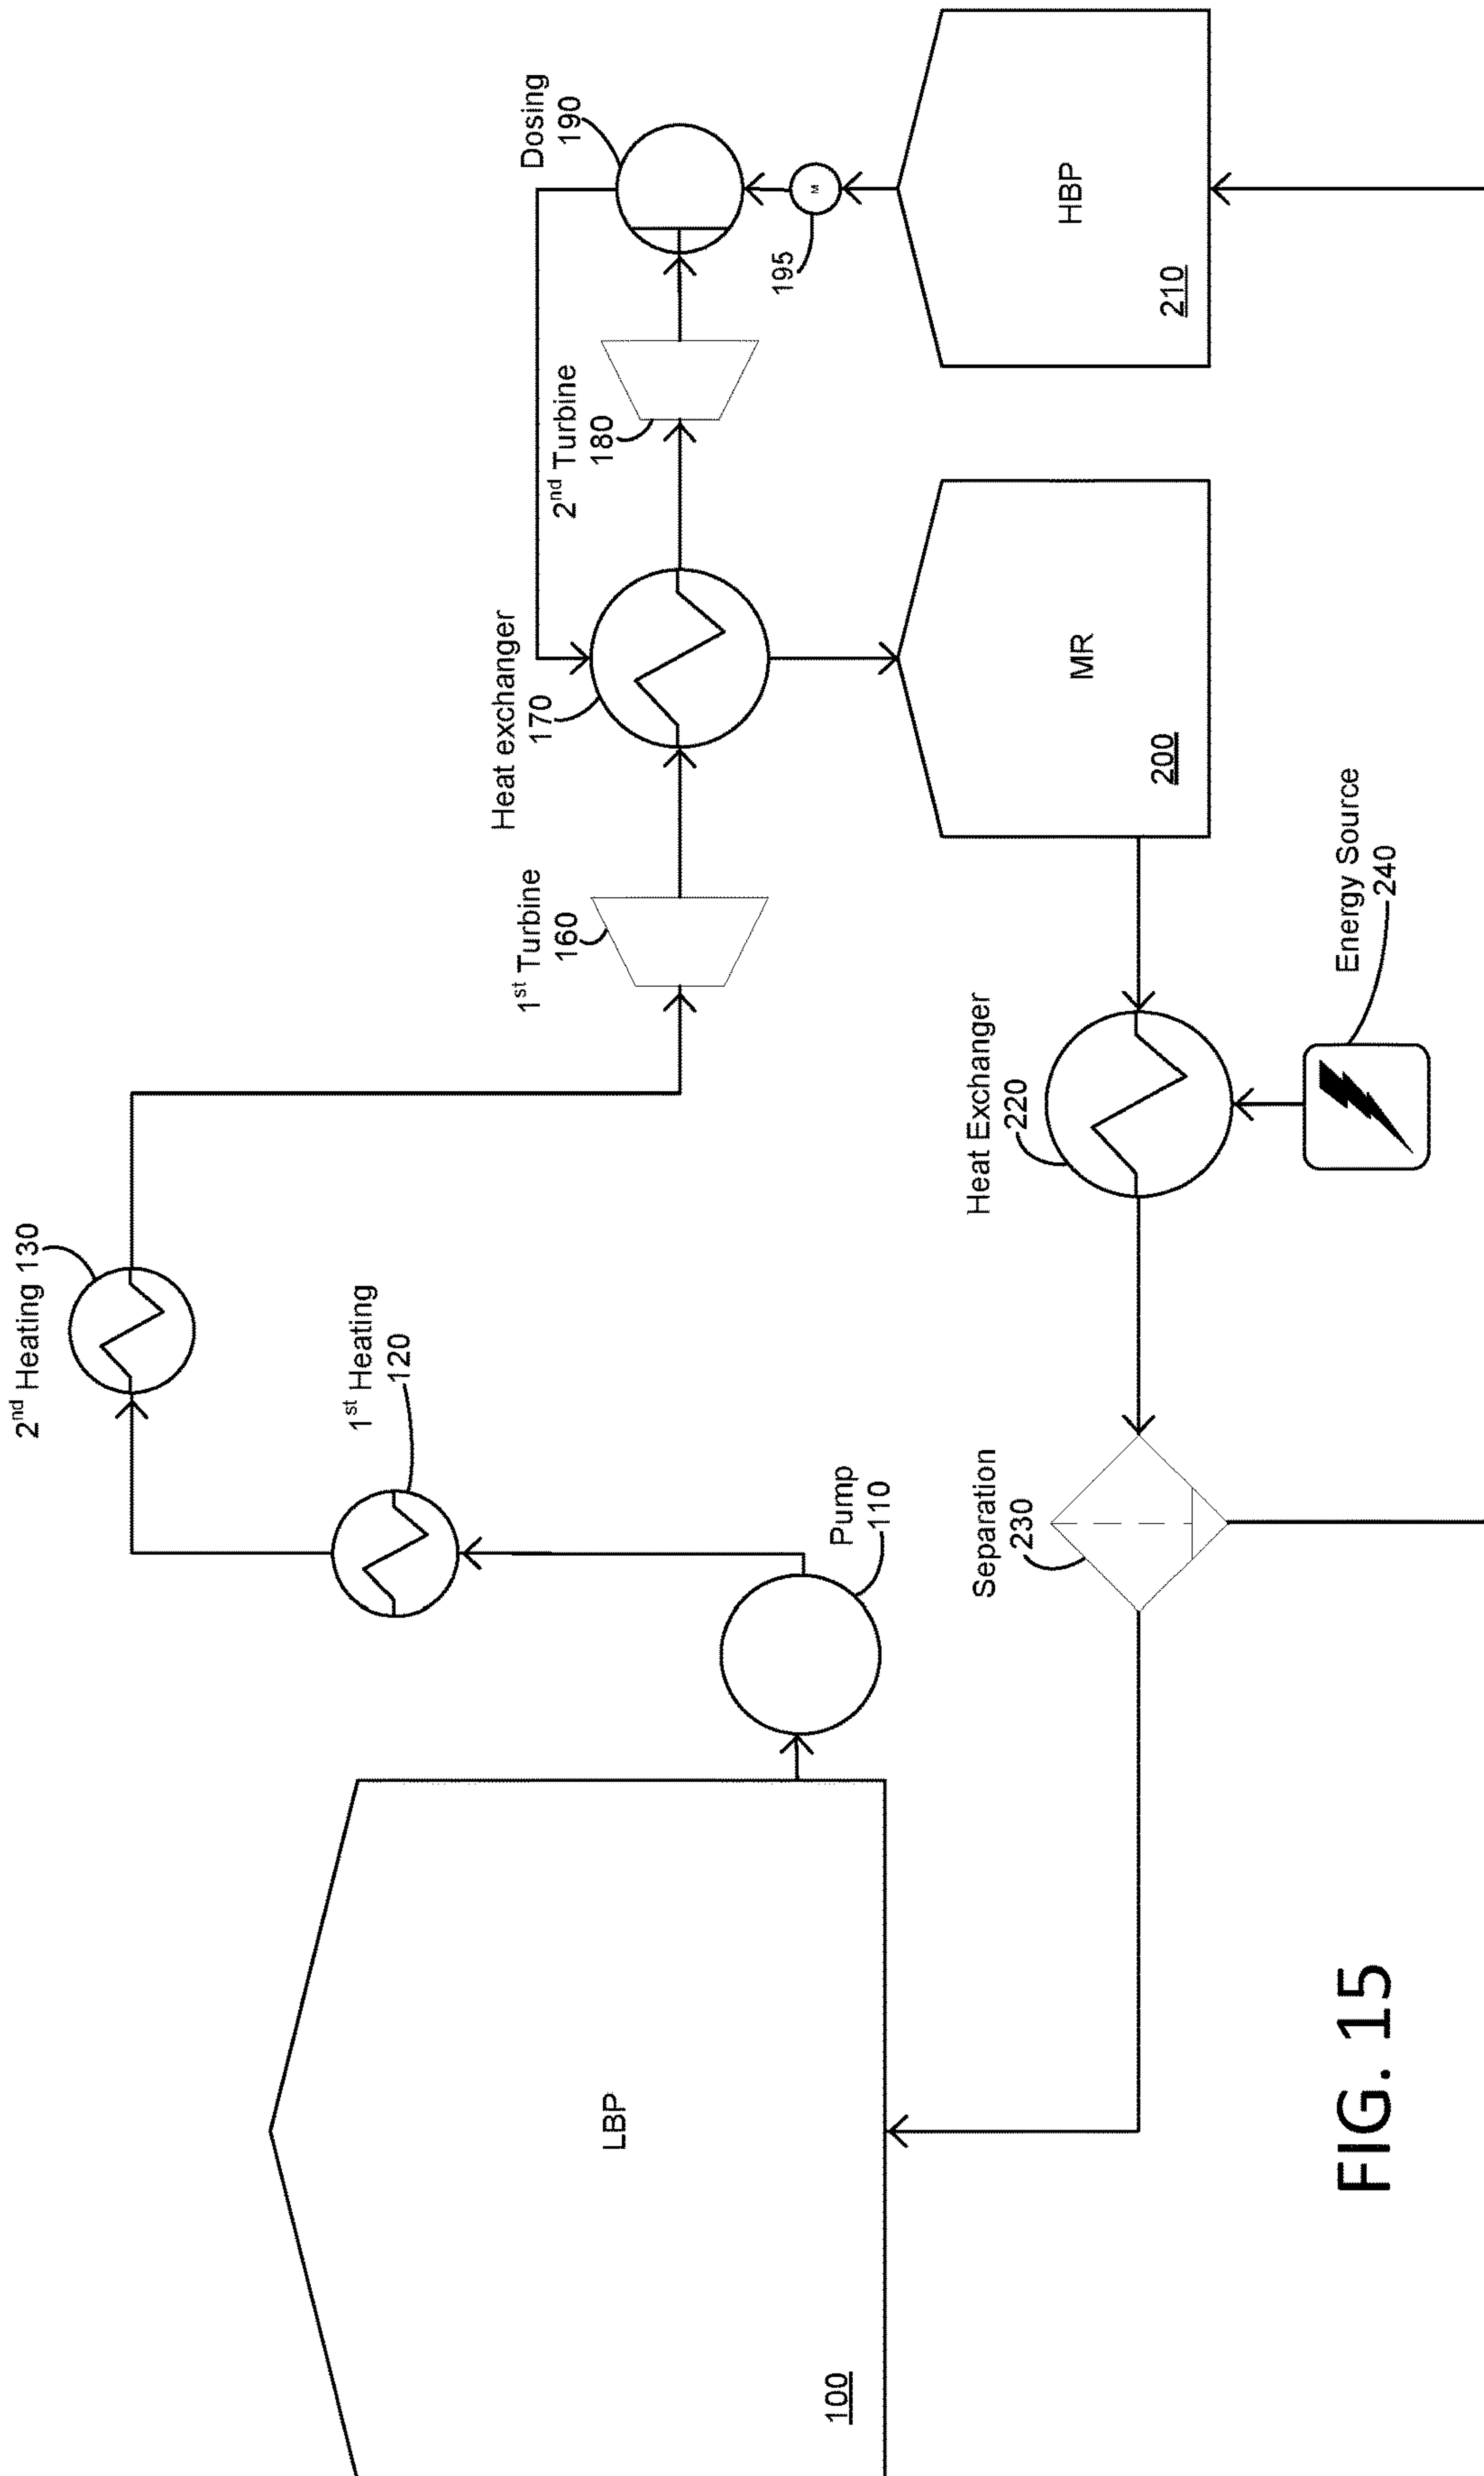 2nd Heating 130
1st Heating
120
Pump
110
LBP
100
1st Turbine
160
Heat exchanger
170
2nd Turbine
180
Dosing
190
195
M
HBP
210
MR
200
Heat Exchanger
220
Energy Source
240
Separation
230
FIG. 15